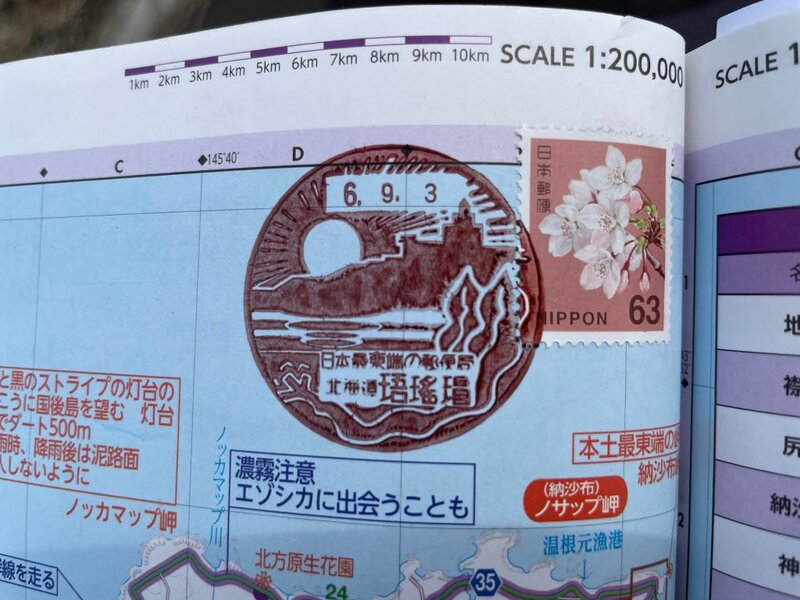 1km 2km 3km 4km 5km 6km 7km 8km 9km 10km
SCALE 1:200,000
SCALE 1
C
145°40′
D
6. 9. 3
日本最東端の郵便局
北海道 珸瑤瑁
日本郵便
NIPPON 63
と黒のストライプの灯台の
こうに国後島を望む 灯台
でダート500m
雨時、降雨後は泥路面
入しないように
ノッカマップ川
ノッカマップ岬
濃霧注意
エゾシカに出会うことも
本土最東端の
納沙布
(納沙布)
ノサップ岬
温根元漁港
北方原生花園
35
24
線を走る
2
地
襟
尻
納沙
神